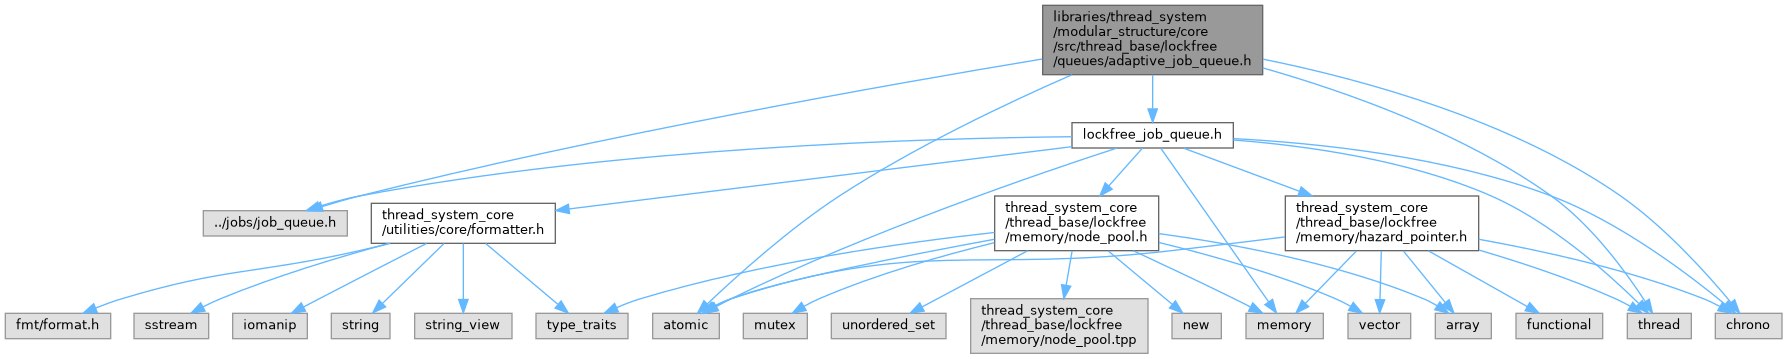 libraries/thread_system
/modular_structure/core
/src/thread_base/lockfree
/queues/adaptive_job_queue.h
lockfree_job_queue.h
../jobs/job_queue.h
thread_system_core
/utilities/core/formatter.h
thread_system_core
/thread_base/lockfree
/memory/node_pool.h
thread_system_core
/thread_base/lockfree
/memory/hazard_pointer.h
fmt/format.h
sstream
iomanip
string
string_view
type_traits
atomic
mutex
unordered_set
thread_system_core
/thread_base/lockfree
/memory/node_pool.tpp
new
memory
vector
array
functional
thread
chrono